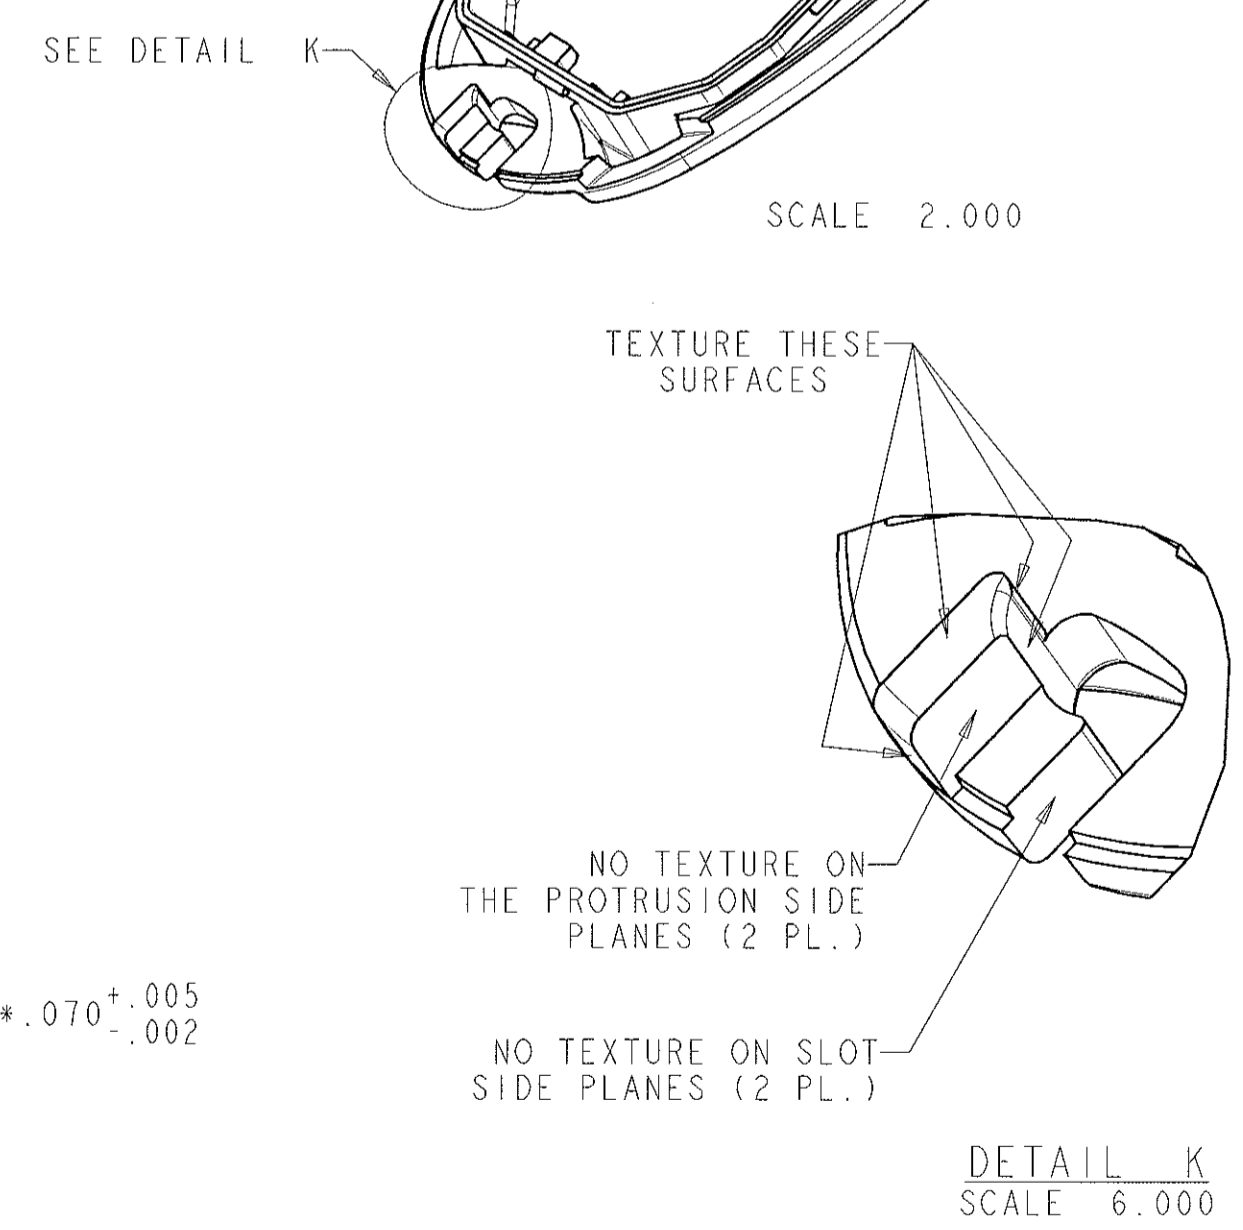 SEE DETAIL K
SCALE 2.000
TEXTURE THESE
SURFACES
NO TEXTURE ON
THE PROTRUSION SIDE
PLANES (2 PL.)
*.070 +.005
-.002
NO TEXTURE ON SLOT
SIDE PLANES (2 PL.)
DETAIL K
SCALE 6.000